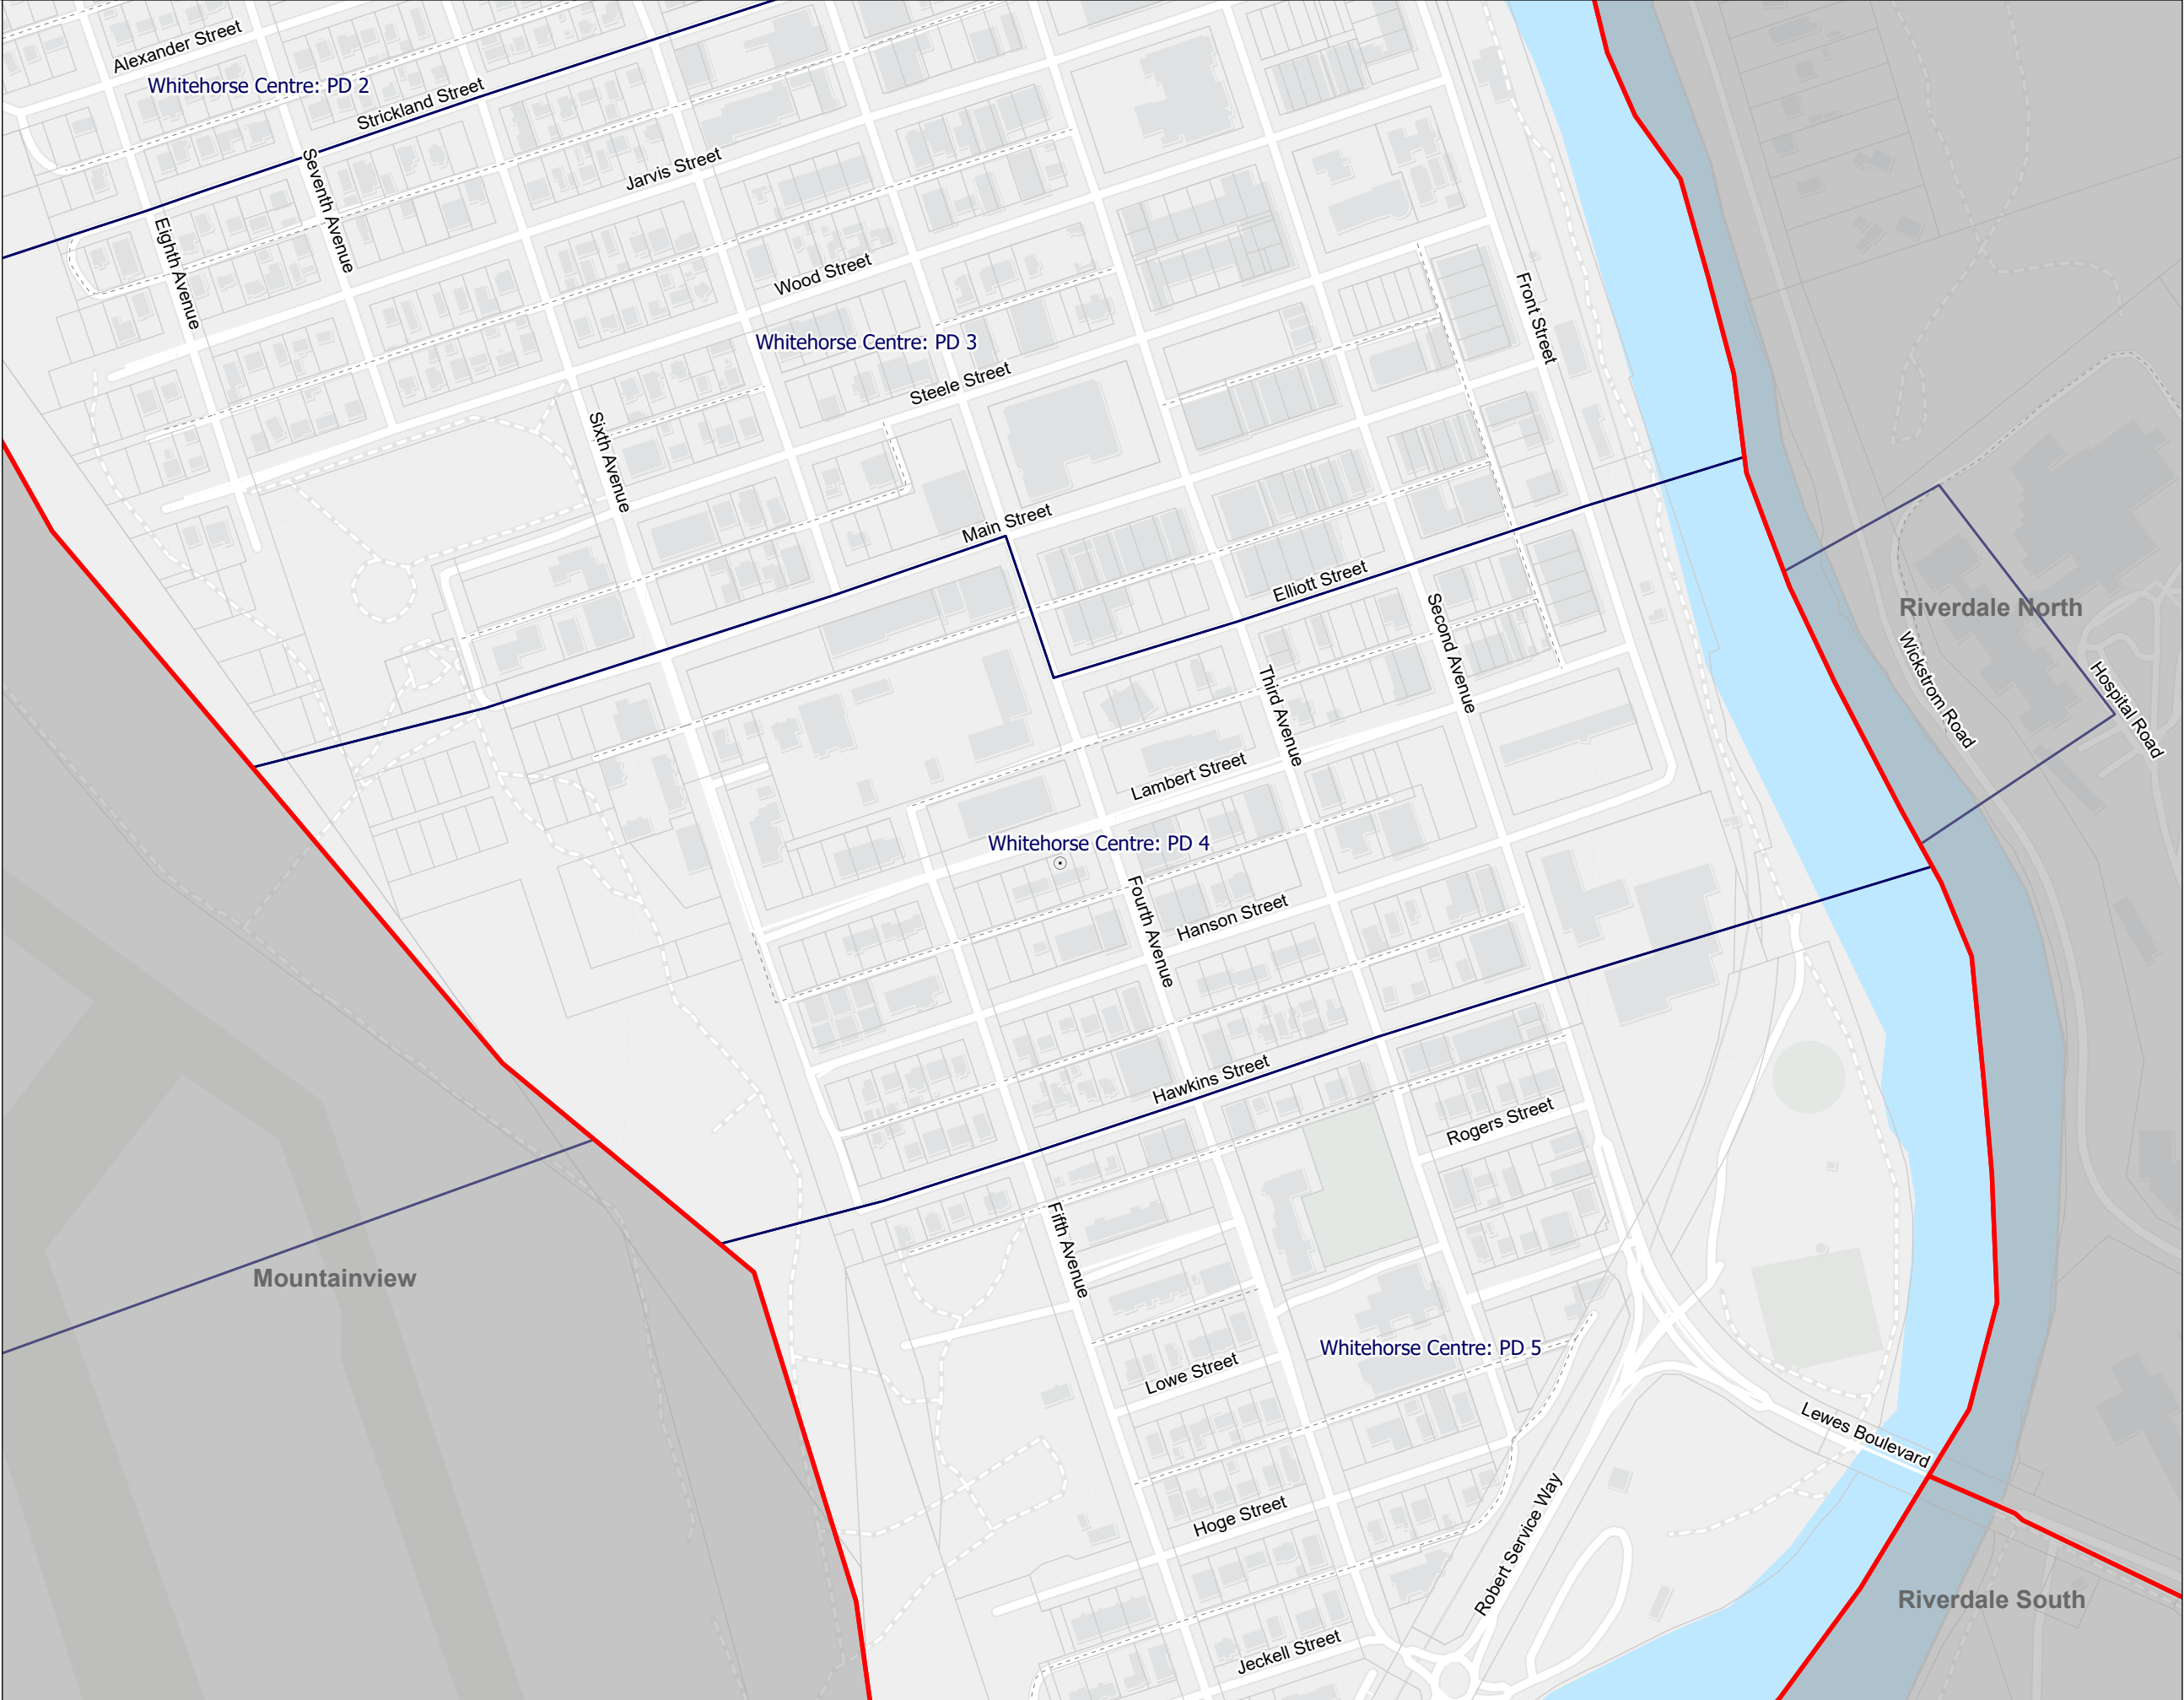 Alexander Street
Whitehorse Centre: PD 2
Strickland Street
Seventh Avenue
Jarvis Street
Eighth Avenue
Wood Street
Front Street
Whitehorse Centre: PD 3
Steele Street
Sixth Avenue
Main Street
Elliott Street
Second Avenue
Riverdale North
Wickstrom Road
Hospital Road
Third Avenue
Lambert Street
Whitehorse Centre: PD 4
Fourth Avenue
Hanson Street
Hawkins Street
Rogers Street
Fifth Avenue
Mountainview
Whitehorse Centre: PD 5
Lowe Street
Lewes Boulevard
Hoge Street
Robert Service Way
Riverdale South
Jeckell Street